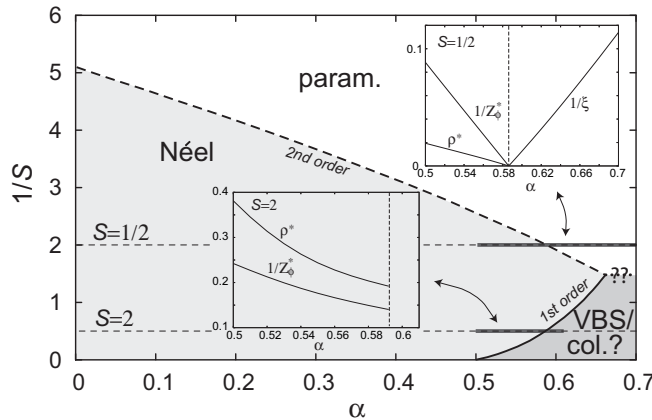 6
5
4
3
2
1
0
1/S
0
0.1
0.2
0.3
0.4
0.5
0.6
0.7
α
param.
Néel
2nd order
1st order
S=1/2
S=2
??
VBS/
col.?
S=1/2
0.1
0
1/Z*ϕ
ρ*
1/ξ
0.5
0.54
0.58
0.62
0.66
0.7
α
S=2
0.4
0.3
0.2
0.1
ρ*
1/Z*ϕ
0.5
0.52
0.54
0.56
0.58
0.6
α